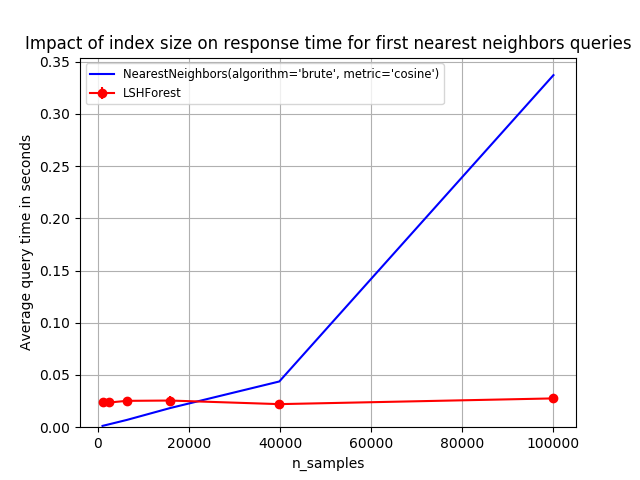 Impact of index size on response time for first nearest neighbors queries
NearestNeighbors(algorithm='brute', metric='cosine')
LSHForest
Average query time in seconds
0.35
0.30
0.25
0.20
0.15
0.10
0.05
0.00
0 20000 40000 60000 80000 100000
n_samples